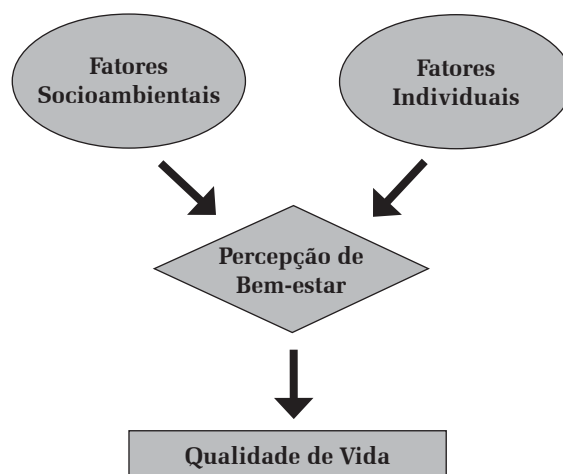 Fatores
Socioambientais
Fatores
Individuais
Percepção de
Bem-estar
Qualidade de Vida